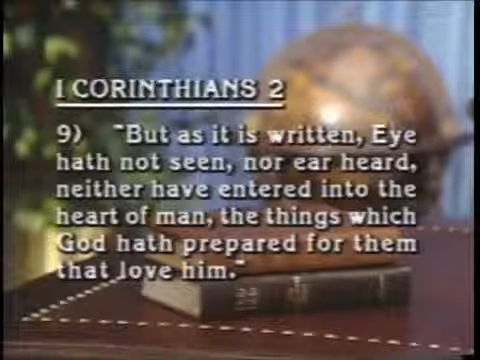 I CORINTHIANS 2
9) "But as it is written, Eye
hath not seen, nor ear heard,
neither have entered into the
heart of man, the things which
God hath prepared for them
that love him."